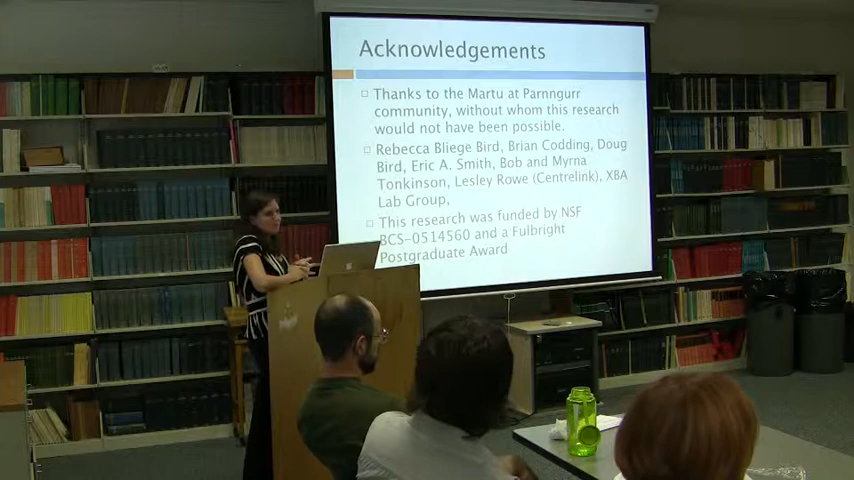 Acknowledgements
Thanks to the Martu at Parnngurr
community, without whom this research
would not have been possible.
Rebecca Bliege Bird, Brian Codding, Doug
Bird, Eric A. Smith, Bob and Myrna
Tonkinson, Lesley Rowe (Centrelink), XBA
Lab Group,
This research was funded by NSF
BCS-0514560 and a Fulbright
Postgraduate Award